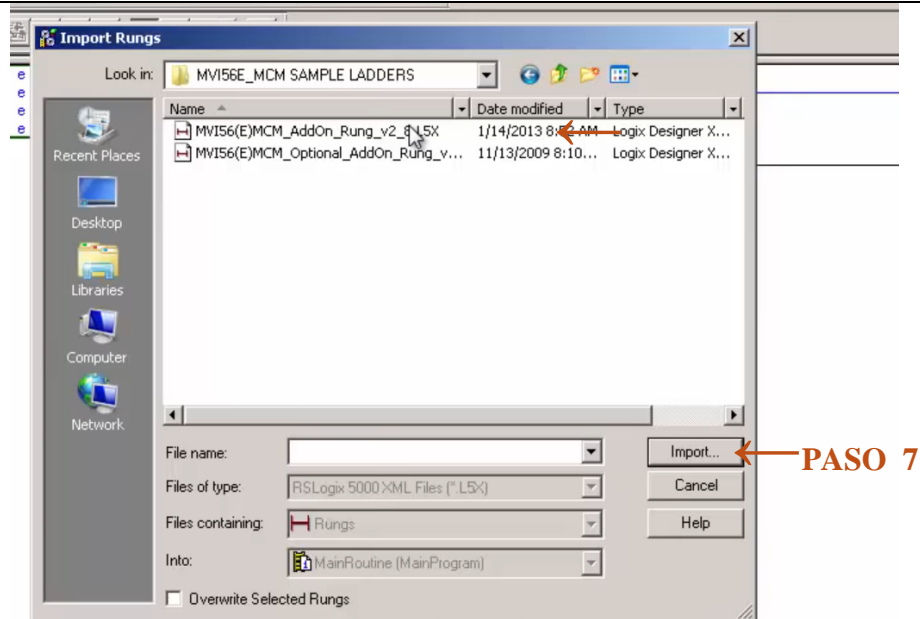 Import Rungs
Look in: MVI56E_MCM SAMPLE LADDERS
Name Date modified Type
MVI56(E)MCM_AddOn_Rung_v2_8.L5X 1/14/2013 8: AM Logix Designer X...
MVI56(E)MCM_Optional_AddOn_Rung_v... 11/13/2009 8:10... Logix Designer X...
Recent Places
Desktop
Libraries
Computer
Network
File name: Import...
PASO 7
Files of type: RSLogix 5000 XML Files (*.L5X) Cancel
Files containing: Rungs Help
Into: MainRoutine (MainProgram)
Overwrite Selected Rungs